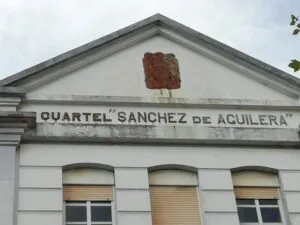 QUARTEL "SANCHEZ DE AGUILERA"